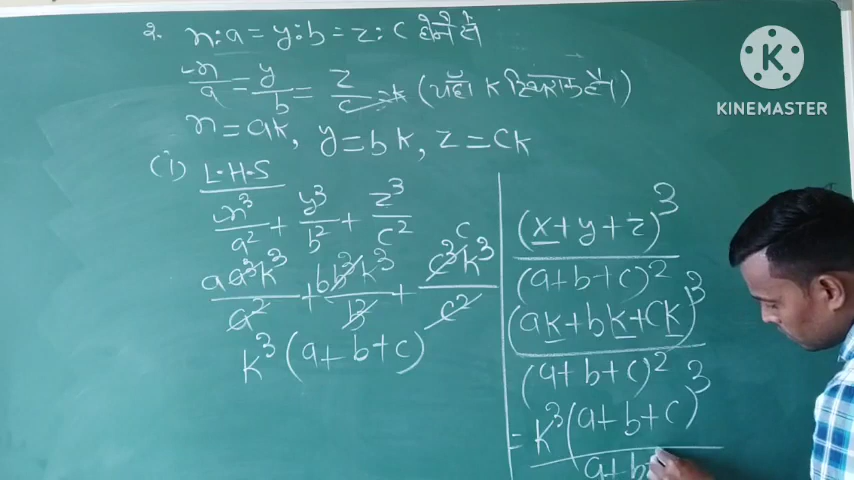 २. x:a = y:b = z:c होने से
x/a = y/b = z/c = k (यहाँ k स्थिरांक है।)
x = ak, y = bk, z = ck
(i) L.H.S
x³/a² + y³/b² + z³/c²
a a³k³/a² + b b³k³/b² + c c³k³/c²
k³(a+b+c)
(x+y+z)³
(a+b+c)²
(ak+bk+ck)³
(a+b+c)²
= k³(a+b+c)³
(a+b
K
KINEMASTER